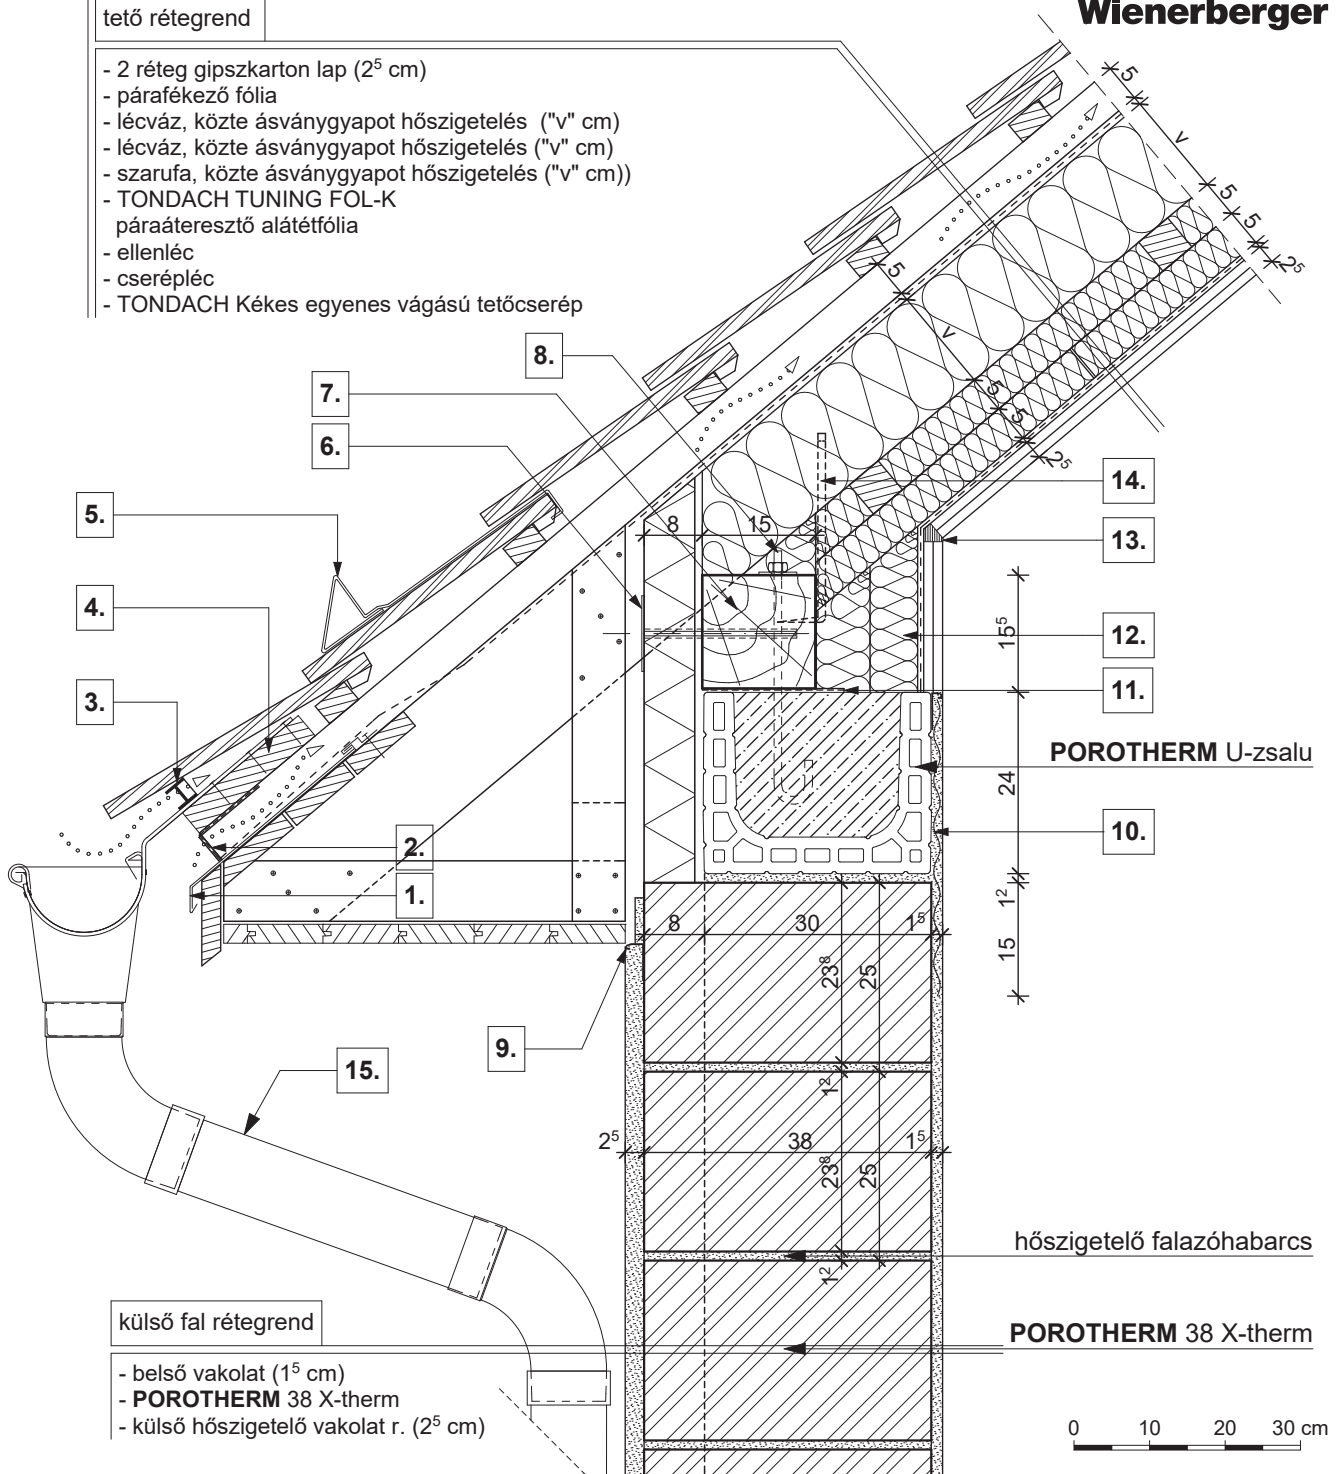 Wienerberger
tető rétegrend
- 2 réteg gipszkarton lap (2⁵ cm)
- párafékező fólia
- lécváz, közte ásványgyapot hőszigetelés ("v" cm)
- lécváz, közte ásványgyapot hőszigetelés ("v" cm)
- szarufa, közte ásványgyapot hőszigetelés ("v" cm))
- TONDACH TUNING FOL-K
páraáteresztő alátétfólia
- ellenléc
- cserépléc
- TONDACH Kékes egyenes vágású tetőcserép
5
v
5
5
2⁵
5
v
5
5
2⁵
8.
7.
6.
5.
4.
3.
2.
1.
14.
13.
12.
11.
10.
9.
15.
8
15
15⁵
24
1²
15
POROTHERM U-zsalu
8
30
1⁵
23⁸
25
1²
2⁵
38
1⁵
23⁸
25
1²
hőszigetelő falazóhabarcs
POROTHERM 38 X-therm
külső fal rétegrend
- belső vakolat (1⁵ cm)
- POROTHERM 38 X-therm
- külső hőszigetelő vakolat r. (2⁵ cm)
0 10 20 30 cm